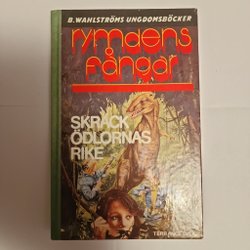 B. WAHLSTRÖMS UNGDOMSBÖCKER
rymdens
fångar
SKRÄCK
ÖDLORNAS
RIKE